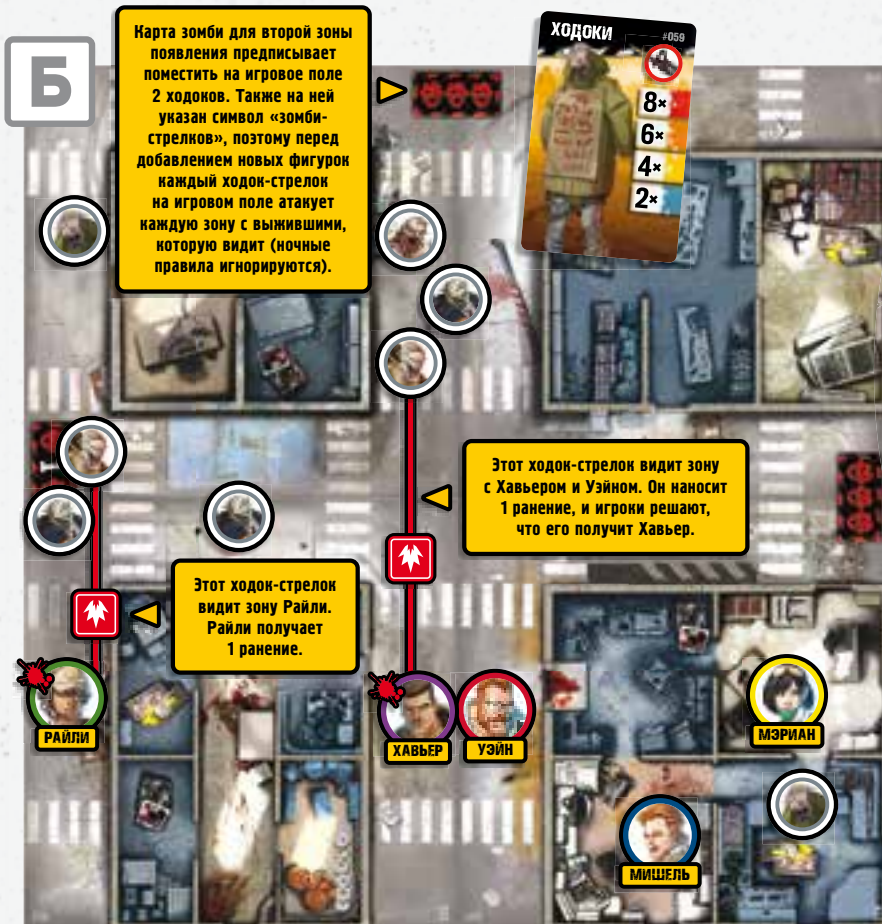 Б
Карта зомби для второй зоны
появления предписывает
поместить на игровое поле
2 ходоков. Также на ней
указан символ «зомби-
стрелков», поэтому перед
добавлением новых фигурок
каждый ходок-стрелок
на игровом поле атакует
каждую зону с выжившими,
которую видит (ночные
правила игнорируются).
ХОДОКИ #059
8×
6×
4×
2×
Этот ходок-стрелок видит зону
с Хавьером и Уэйном. Он наносит
1 ранение, и игроки решают,
что его получит Хавьер.
Этот ходок-стрелок
видит зону Райли.
Райли получает
1 ранение.
РАЙЛИ
ХАВЬЕР
УЭЙН
МЭРИАН
МИШЕЛЬ